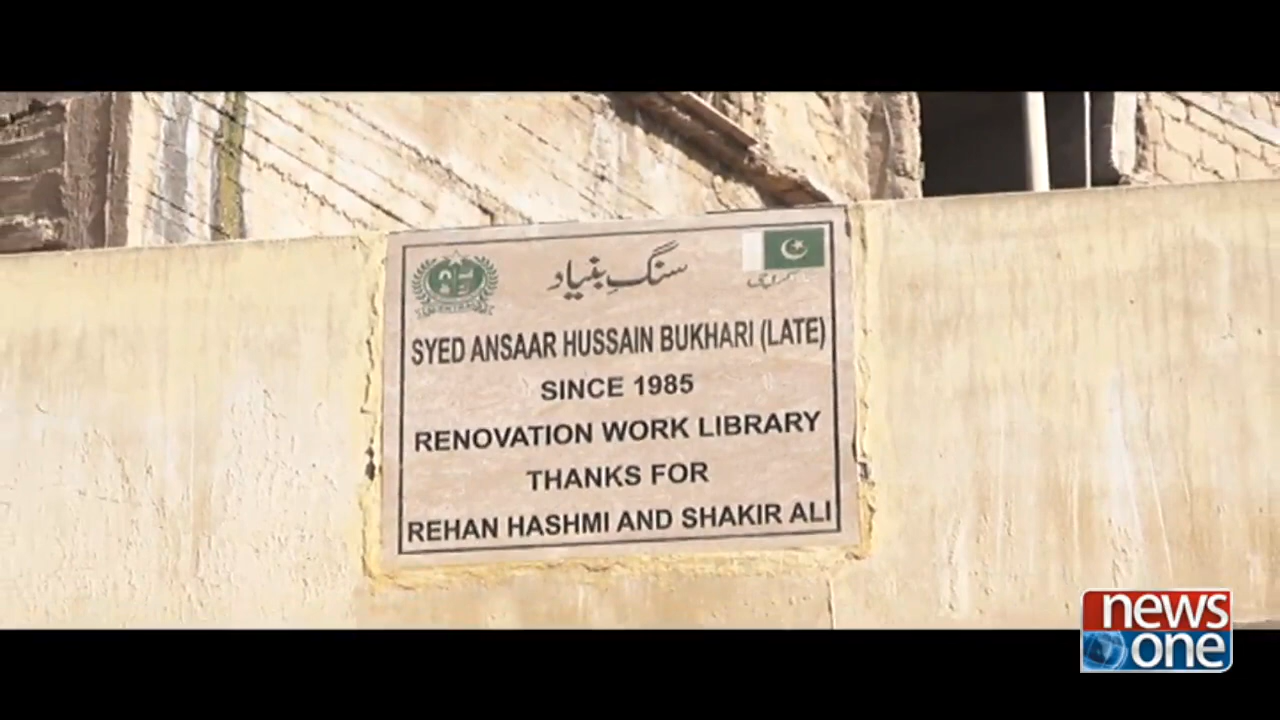 سنگِ بنیاد
SYED ANSAAR HUSSAIN BUKHARI (LATE)
SINCE 1985
RENOVATION WORK LIBRARY
THANKS FOR
REHAN HASHMI AND SHAKIR ALI
news
one